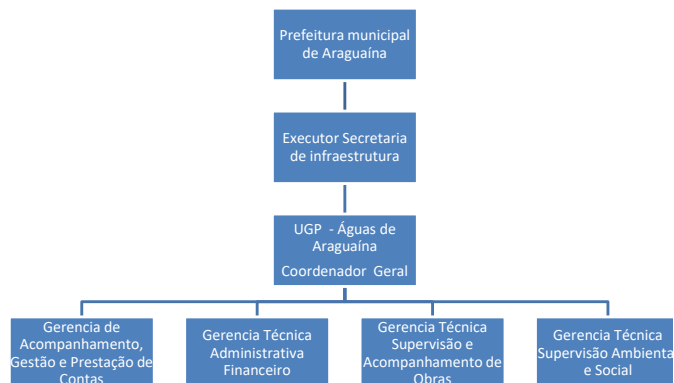 Prefeitura municipal
de Araguaína
Executor Secretaria
de infraestrutura
UGP - Águas de
Araguaína
Coordenador Geral
Gerencia de
Acompanhamento,
Gestão e Prestação de
Contas
Gerencia Técnica
Administrativa
Financeiro
Gerencia Técnica
Supervisão e
Acompanhamento de
Obras
Gerencia Técnica
Supervisão Ambiental
e Social